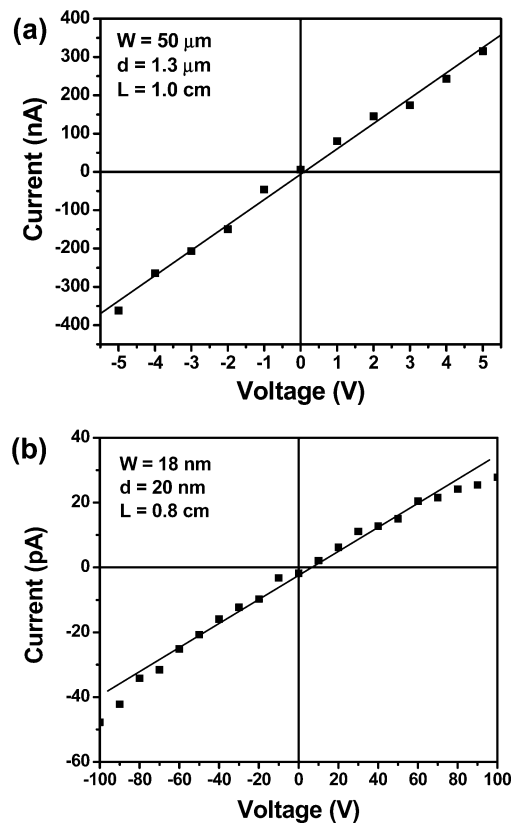 (a)
W = 50 μm
d = 1.3 μm
L = 1.0 cm
400
300
200
100
0
-100
-200
-300
-400
Current (nA)
-5 -4 -3 -2 -1 0 1 2 3 4 5
Voltage (V)
(b)
W = 18 nm
d = 20 nm
L = 0.8 cm
40
20
0
-20
-40
-60
Current (pA)
-100 -80 -60 -40 -20 0 20 40 60 80 100
Voltage (V)